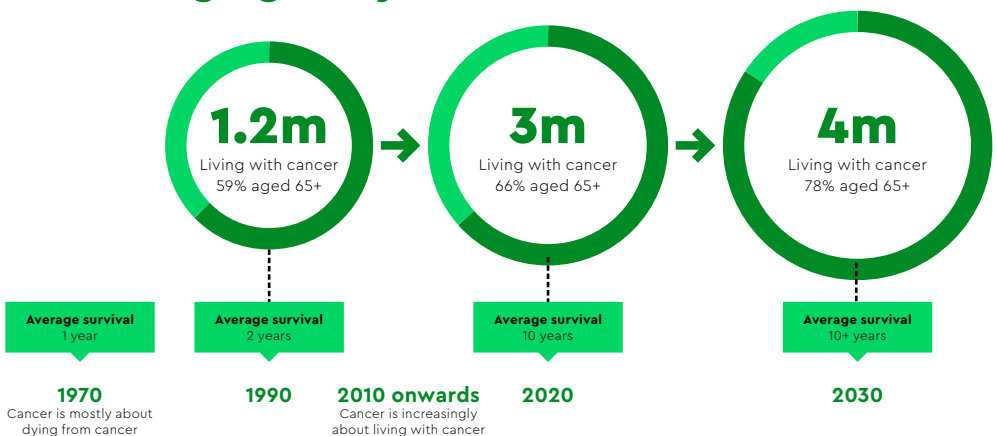 1.2m
Living with cancer
59% aged 65+
3m
Living with cancer
66% aged 65+
4m
Living with cancer
78% aged 65+
Average survival
1 year
Average survival
2 years
Average survival
10 years
Average survival
10+ years
1970
Cancer is mostly about
dying from cancer
1990
2010 onwards
Cancer is increasingly
about living with cancer
2020
2030